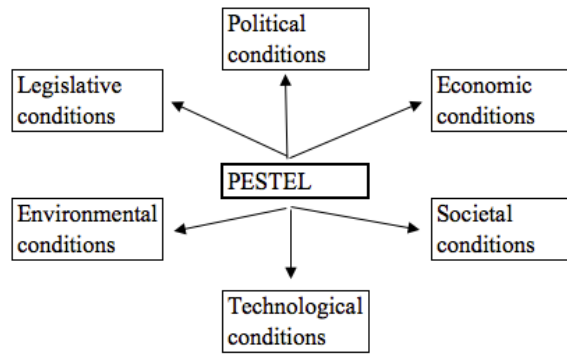 Political
conditions
Legislative
conditions
Economic
conditions
PESTEL
Environmental
conditions
Societal
conditions
Technological
conditions